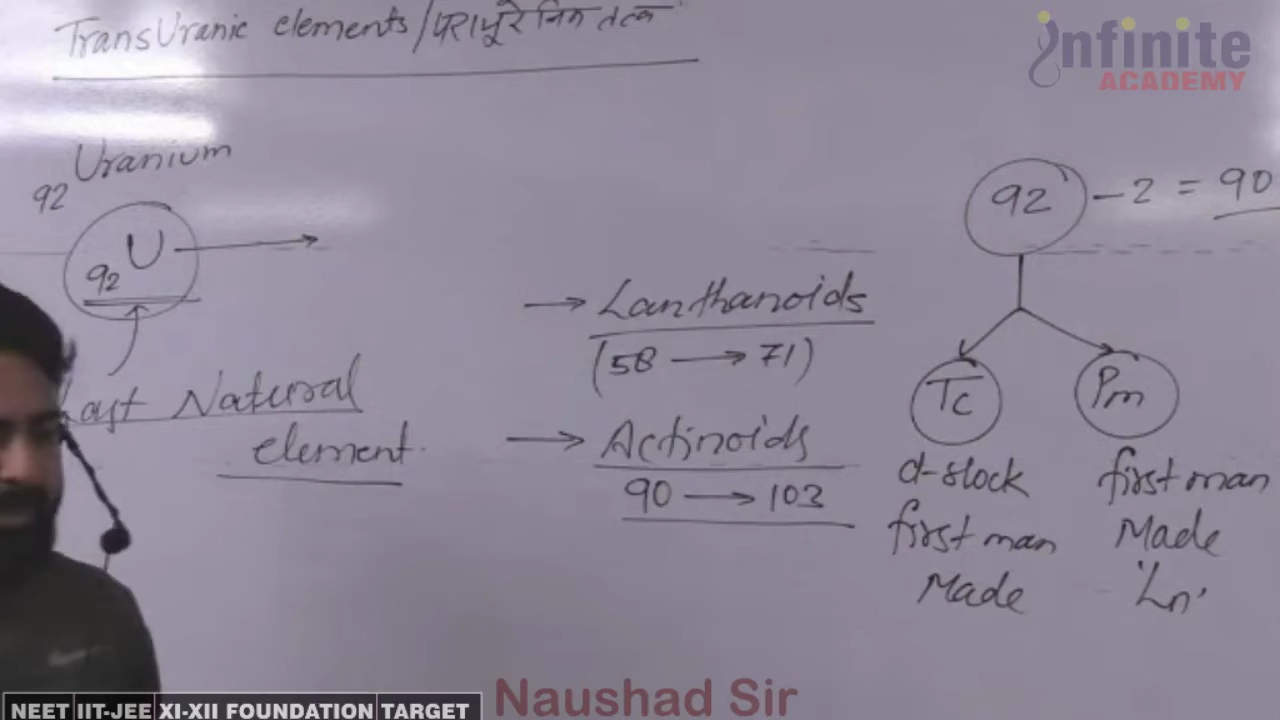 TransUranic elements/परायूरेनिक तत्व
Infinite
ACADEMY
Uranium
92
92 U
Last Natural
element.
→ Lanthanoids
(58 → 71)
→ Actinoids
90 → 103
92 - 2 = 90
Tc
d-block
first man
Made
Pm
first man
Made
'Ln'
NEET IIT-JEE XI-XII FOUNDATION TARGET
Naushad Sir